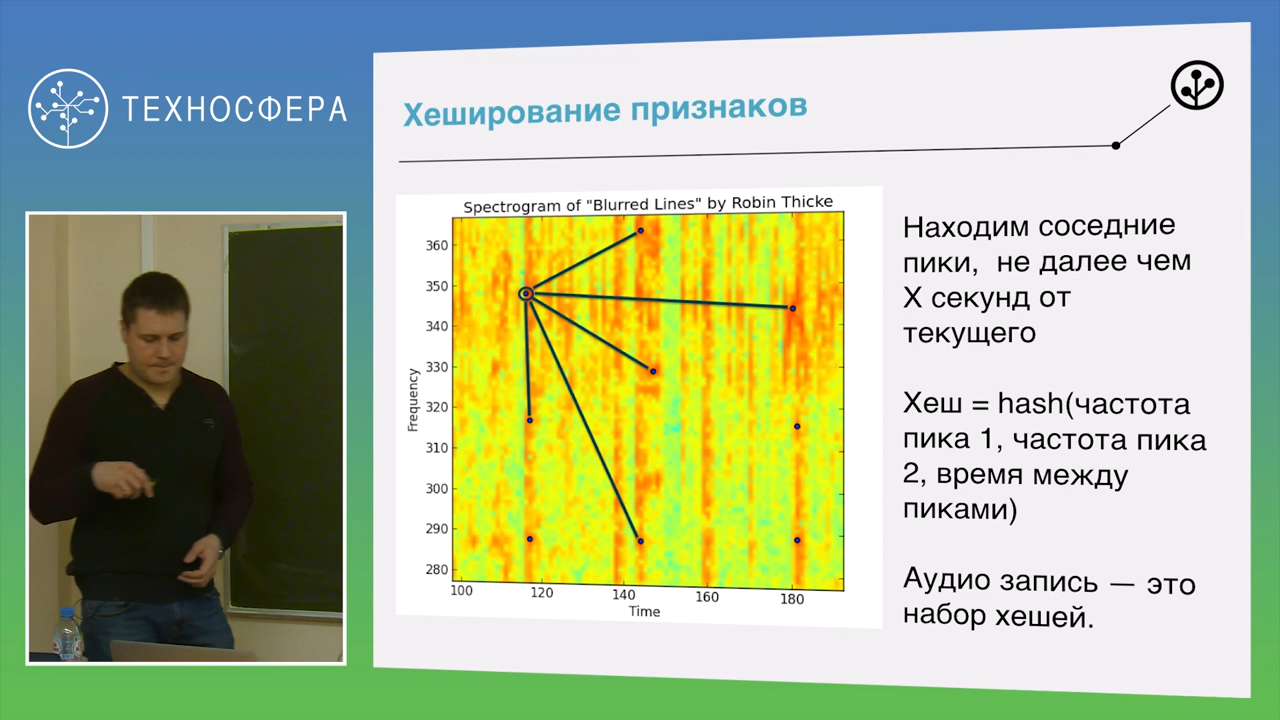 ТЕХНОСФЕРА
Хеширование признаков
Spectrogram of "Blurred Lines" by Robin Thicke
Frequency
360
350
340
330
320
310
300
290
280
100 120 140 160 180
Time
Находим соседние
пики, не далее чем
X секунд от
текущего
Хеш = hash(частота
пика 1, частота пика
2, время между
пиками)
Аудио запись — это
набор хешей.